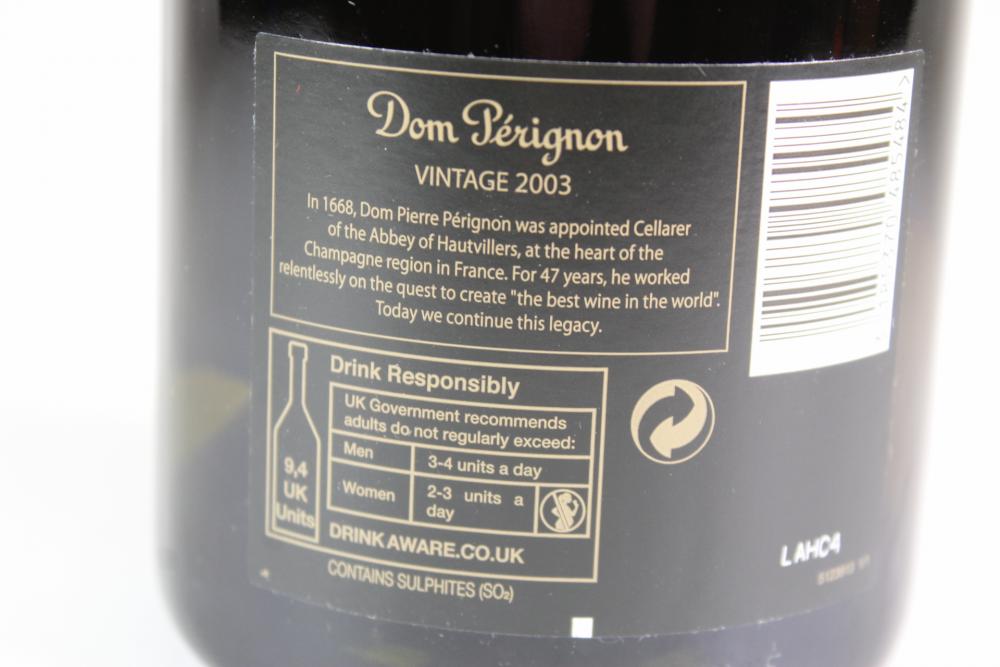 Dom Pérignon
VINTAGE 2003
In 1668, Dom Pierre Pérignon was appointed Cellarer
of the Abbey of Hautvillers, at the heart of the
Champagne region in France. For 47 years, he worked
relentlessly on the quest to create "the best wine in the world".
Today we continue this legacy.
Drink Responsibly
UK Government recommends
adults do not regularly exceed:
Men 3-4 units a day
Women 2-3 units a
day
9,4
UK
Units
DRINKAWARE.CO.UK
CONTAINS SULPHITES (SO₂)
L AHC4